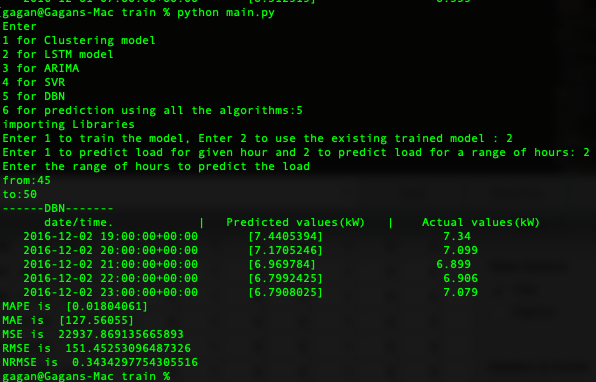 gagan@Gagans-Mac train % python main.py
Enter
1 for Clustering model
2 for LSTM model
3 for ARIMA
4 for SVR
5 for DBN
6 for prediction using all the algorithms:5
importing Libraries
Enter 1 to train the model, Enter 2 to use the existing trained model : 2
Enter 1 to predict load for given hour and 2 to predict load for a range of hours: 2
Enter the range of hours to predict the load
from:45
to:50
------DBN-------
date/time. | Predicted values(kW) | Actual values(kW)
2016-12-02 19:00:00+00:00 [7.4405394] 7.34
2016-12-02 20:00:00+00:00 [7.1705246] 7.099
2016-12-02 21:00:00+00:00 [6.969784] 6.899
2016-12-02 22:00:00+00:00 [6.7992425] 6.906
2016-12-02 23:00:00+00:00 [6.7908025] 7.079
MAPE is [0.01804061]
MAE is [127.56055]
MSE is 22937.869135665893
RMSE is 151.45253096487326
NRMSE is 0.3434297754305516
gagan@Gagans-Mac train %